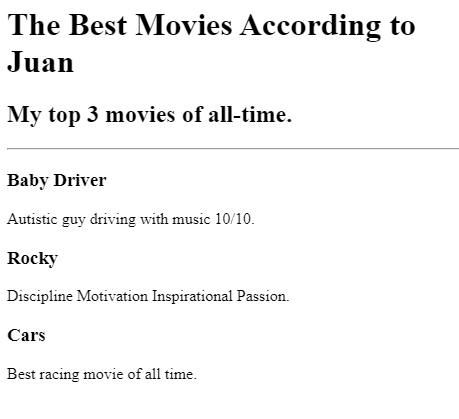 The Best Movies According to
Juan
My top 3 movies of all-time.
Baby Driver
Autistic guy driving with music 10/10.
Rocky
Discipline Motivation Inspirational Passion.
Cars
Best racing movie of all time.